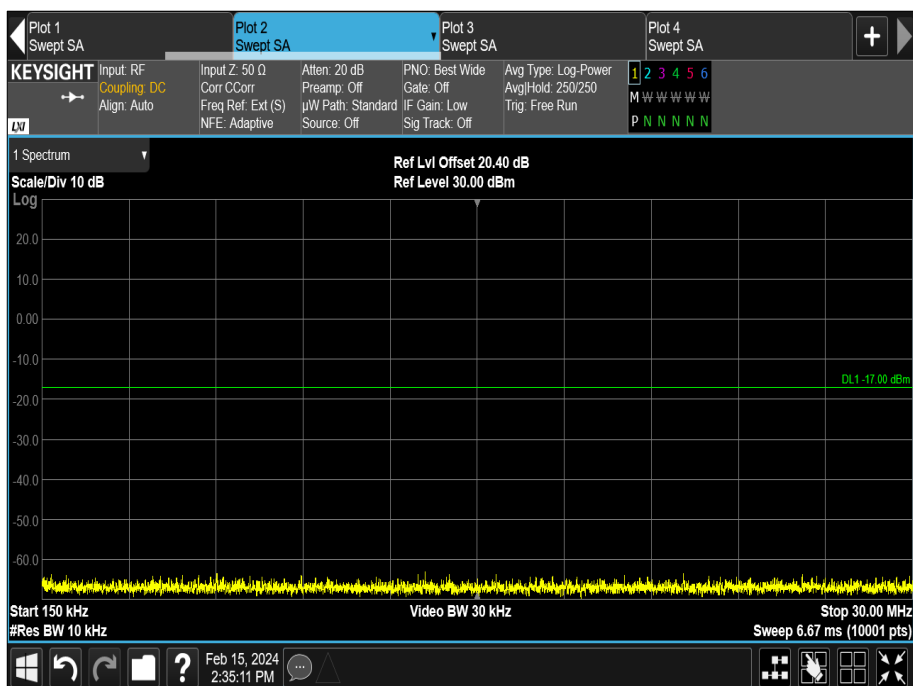 Plot 1
Swept SA
Plot 2
Swept SA
Plot 3
Swept SA
Plot 4
Swept SA
+
KEYSIGHT
LXI
Input: RF
Coupling: DC
Align: Auto
Input Z: 50 Ω
Corr CCorr
Freq Ref: Ext (S)
NFE: Adaptive
Atten: 20 dB
Preamp: Off
µW Path: Standard
Source: Off
PNO: Best Wide
Gate: Off
IF Gain: Low
Sig Track: Off
Avg Type: Log-Power
Avg|Hold: 250/250
Trig: Free Run
1 2 3 4 5 6
M W W W W W
P N N N N N
1 Spectrum
Scale/Div 10 dB
Ref Lvl Offset 20.40 dB
Ref Level 30.00 dBm
Log
20.0
10.0
0.00
-10.0
DL1 -17.00 dBm
-20.0
-30.0
-40.0
-50.0
-60.0
Start 150 kHz
Video BW 30 kHz
Stop 30.00 MHz
#Res BW 10 kHz
Sweep 6.67 ms (10001 pts)
?
Feb 15, 2024
2:35:11 PM